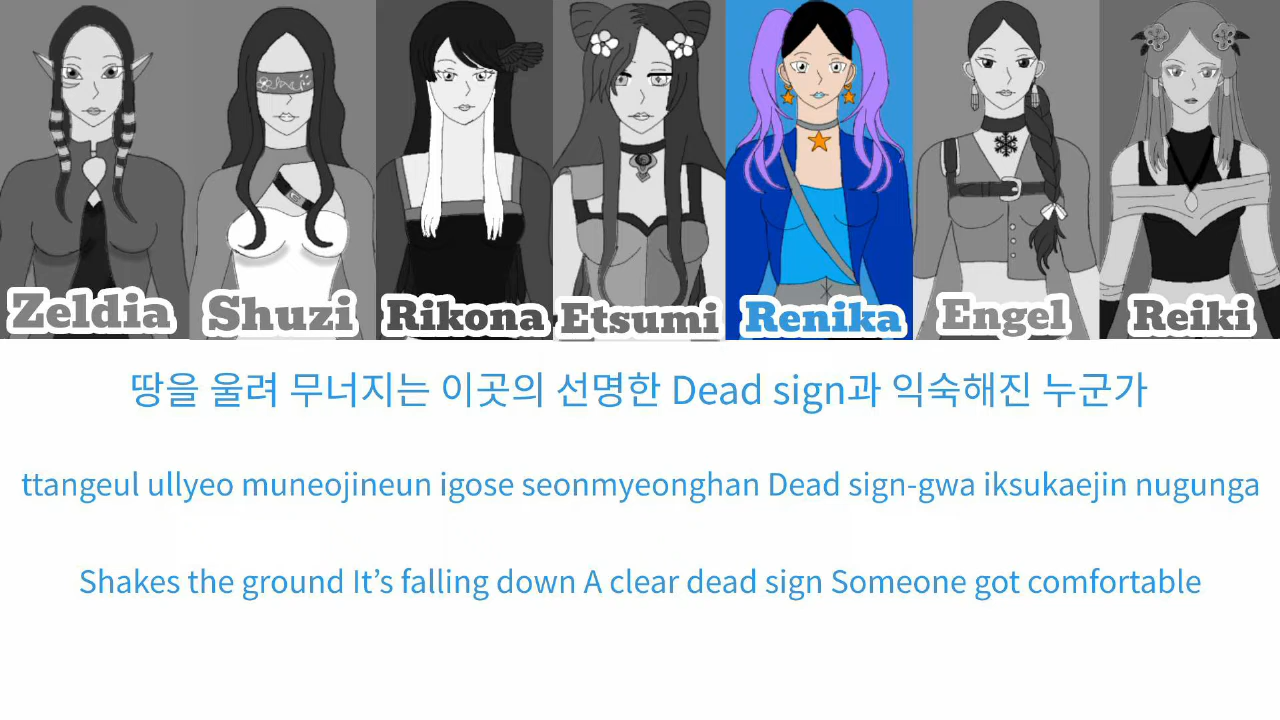 Zeldia Shuzi Rikona Etsumi Renika Engel Reiki
땅을 울려 무너지는 이곳의 선명한 Dead sign과 익숙해진 누군가
ttangeul ullyeo muneojineun igose seonmyeonghan Dead sign-gwa iksukaejin nugunga
Shakes the ground It’s falling down A clear dead sign Someone got comfortable